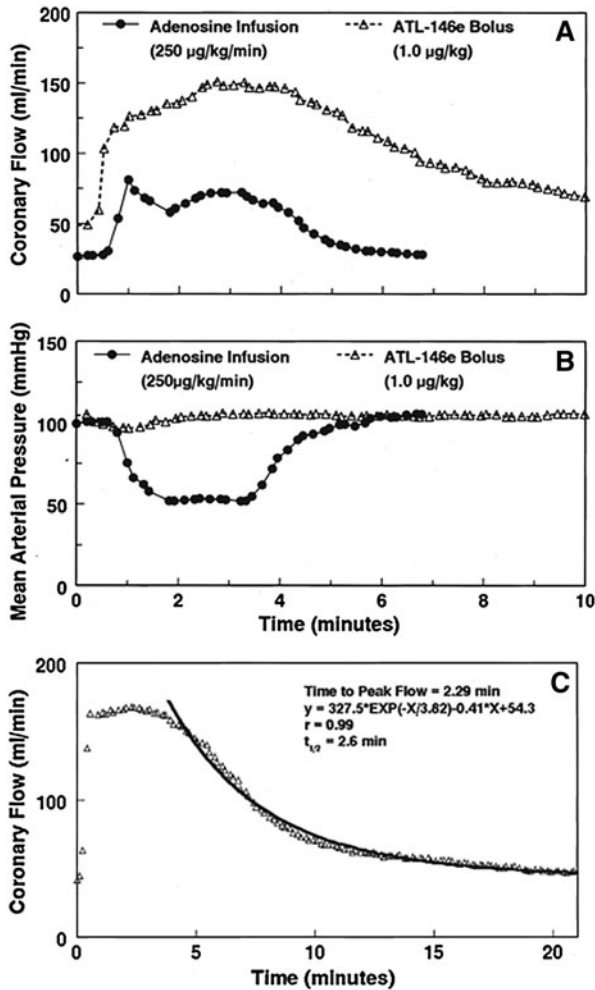 A
Adenosine Infusion
(250 µg/kg/min)
ATL-146e Bolus
(1.0 µg/kg)
Coronary Flow (ml/min)
200
150
100
50
0
B
Adenosine Infusion
(250µg/kg/min)
ATL-146e Bolus
(1.0 µg/kg)
Mean Arterial Pressure (mmHg)
150
100
50
0
0 2 4 6 8 10
Time (minutes)
C
Time to Peak Flow = 2.29 min
y = 327.5*EXP(-X/3.82)-0.41*X+54.3
r = 0.99
t1/2 = 2.6 min
Coronary Flow (ml/min)
200
100
0
0 5 10 15 20
Time (minutes)